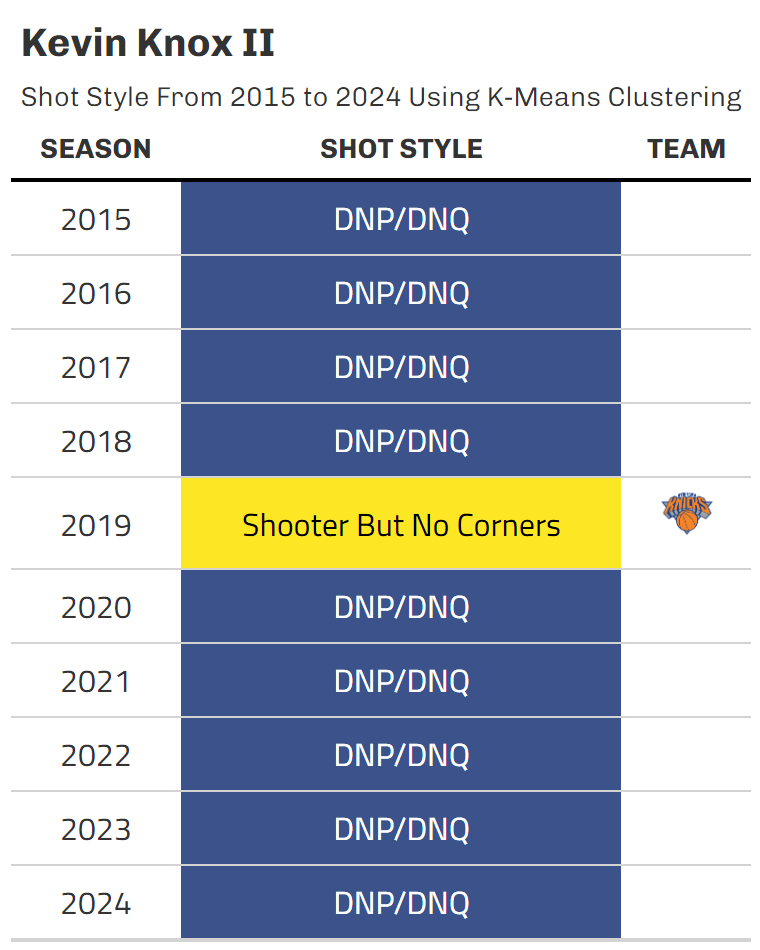 Kevin Knox II
Shot Style From 2015 to 2024 Using K-Means Clustering
SEASON SHOT STYLE TEAM
2015 DNP/DNQ
2016 DNP/DNQ
2017 DNP/DNQ
2018 DNP/DNQ
2019 Shooter But No Corners KNICKS
2020 DNP/DNQ
2021 DNP/DNQ
2022 DNP/DNQ
2023 DNP/DNQ
2024 DNP/DNQ